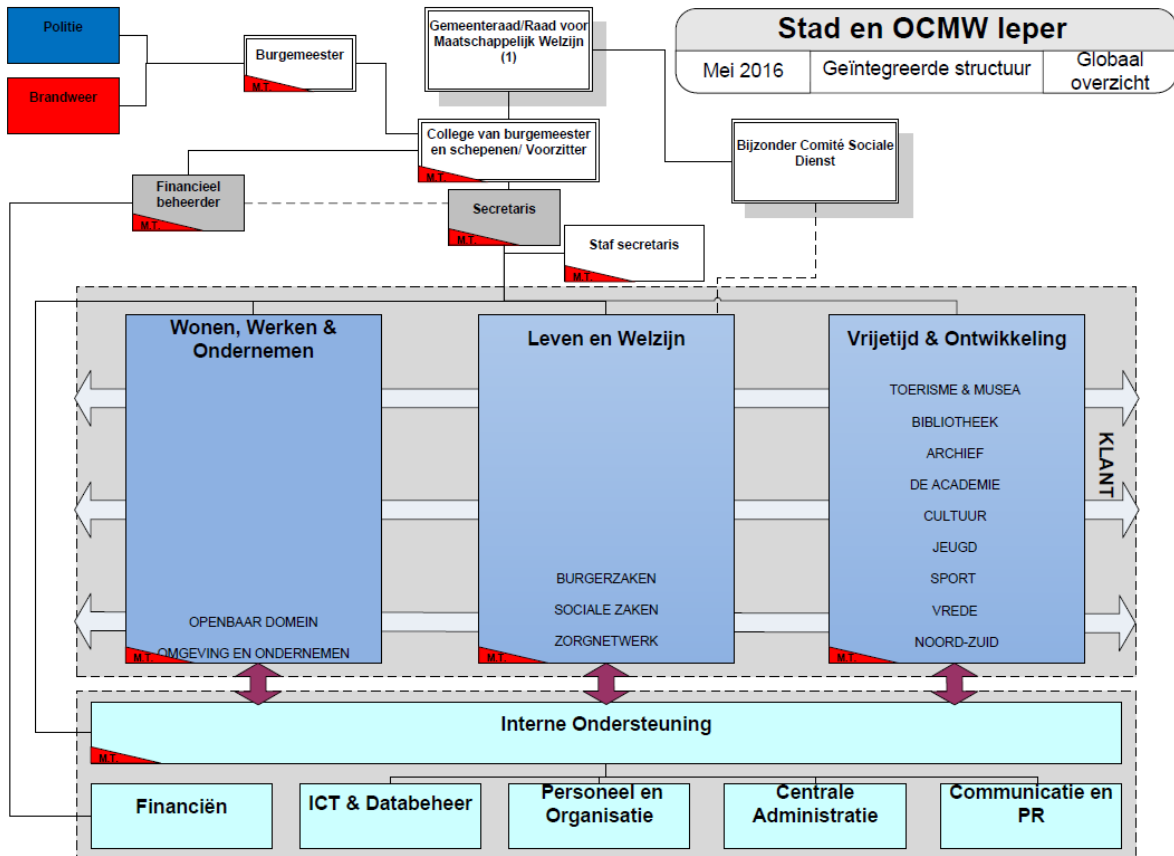 Politie
Brandweer
Burgemeester
M.T.
Gemeenteraad/Raad voor
Maatschappelijk Welzijn
(1)
Stad en OCMW Ieper
Mei 2016
Geïntegreerde structuur
Globaal
overzicht
College van burgemeester
en schepenen/ Voorzitter
M.T.
Bijzonder Comité Sociale
Dienst
Financieel
beheerder
M.T.
Secretaris
M.T.
Staf secretaris
M.T.
Wonen, Werken &
Ondernemen
OPENBAAR DOMEIN
OMGEVING EN ONDERNEMEN
M.T.
Leven en Welzijn
BURGERZAKEN
SOCIALE ZAKEN
ZORGNETWERK
M.T.
Vrijetijd & Ontwikkeling
TOERISME & MUSEA
BIBLIOTHEEK
ARCHIEF
DE ACADEMIE
CULTUUR
JEUGD
SPORT
VREDE
NOORD-ZUID
M.T.
KLANT
Interne Ondersteuning
M.T.
Financiën
ICT & Databeheer
Personeel en
Organisatie
Centrale
Administratie
Communicatie en
PR